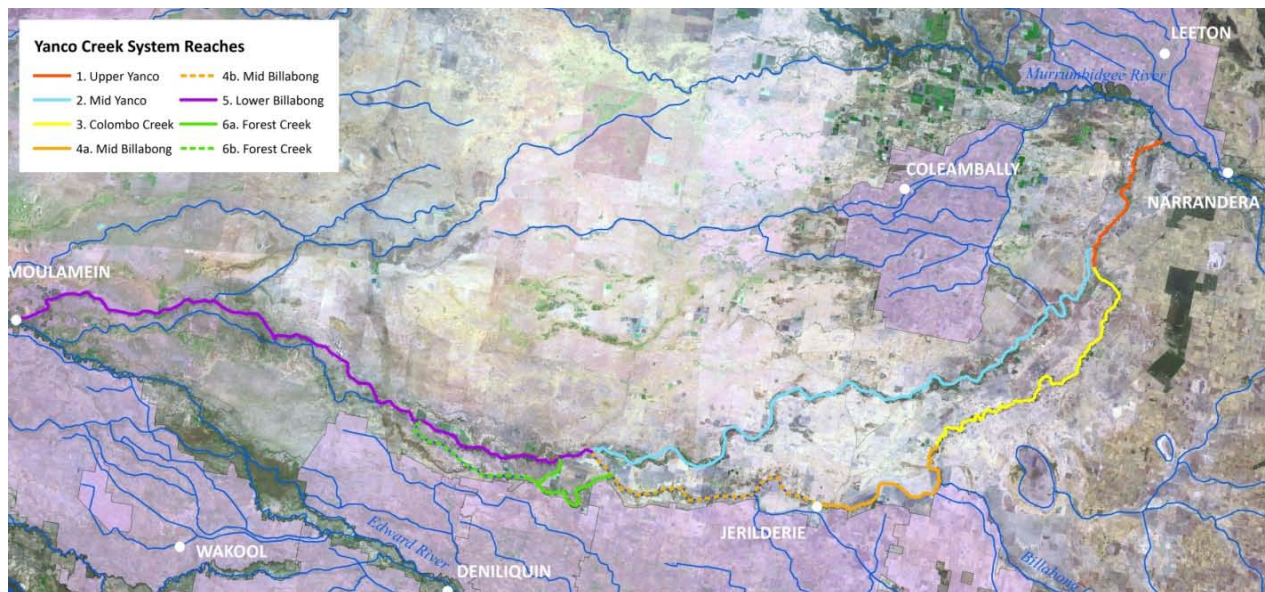 Yanco Creek System Reaches
1. Upper Yanco
4b. Mid Billabong
2. Mid Yanco
5. Lower Billabong
3. Colombo Creek
6a. Forest Creek
4a. Mid Billabong
6b. Forest Creek
LEETON
Murrumbidgee River
COLEAMBALLY
NARRANDERA
MOULAMEIN
JERILDERIE
Edward River
WAKOOL
DENILIQUIN
Billabong